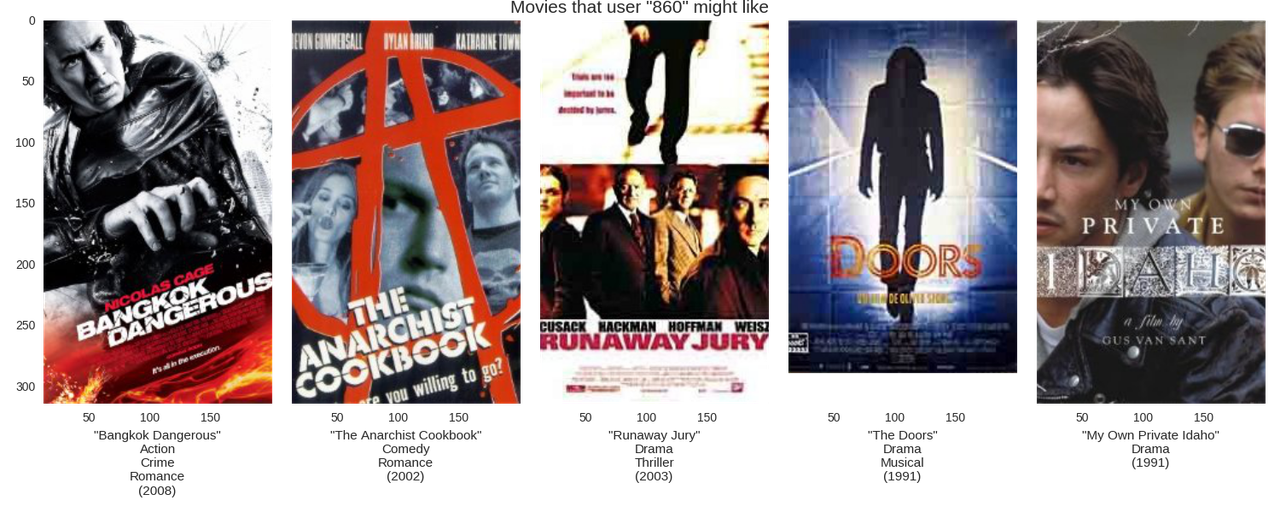 Movies that user "860" might like
0
50
100
150
200
250
300
NICOLAS CAGE
BANGKOK
DANGEROUS
It's all in the execution.
50 100 150
"Bangkok Dangerous"
Action
Crime
Romance
(2008)
DEVON GUMMERSALL DYLAN BRUNO KATHARINE TOWN
THE
ANARCHIST
COOKBOOK
are you willing to go?
50 100 150
"The Anarchist Cookbook"
Comedy
Romance
(2002)
Trials are too
important to be
decided by juries.
CUSACK HACKMAN HOFFMAN WEISZ
RUNAWAY JURY
50 100 150
"Runaway Jury"
Drama
Thriller
(2003)
DOORS
50 100 150
"The Doors"
Drama
Musical
(1991)
MY OWN
PRIVATE
IDAHO
a film by
GUS VAN SANT
50 100 150
"My Own Private Idaho"
Drama
(1991)